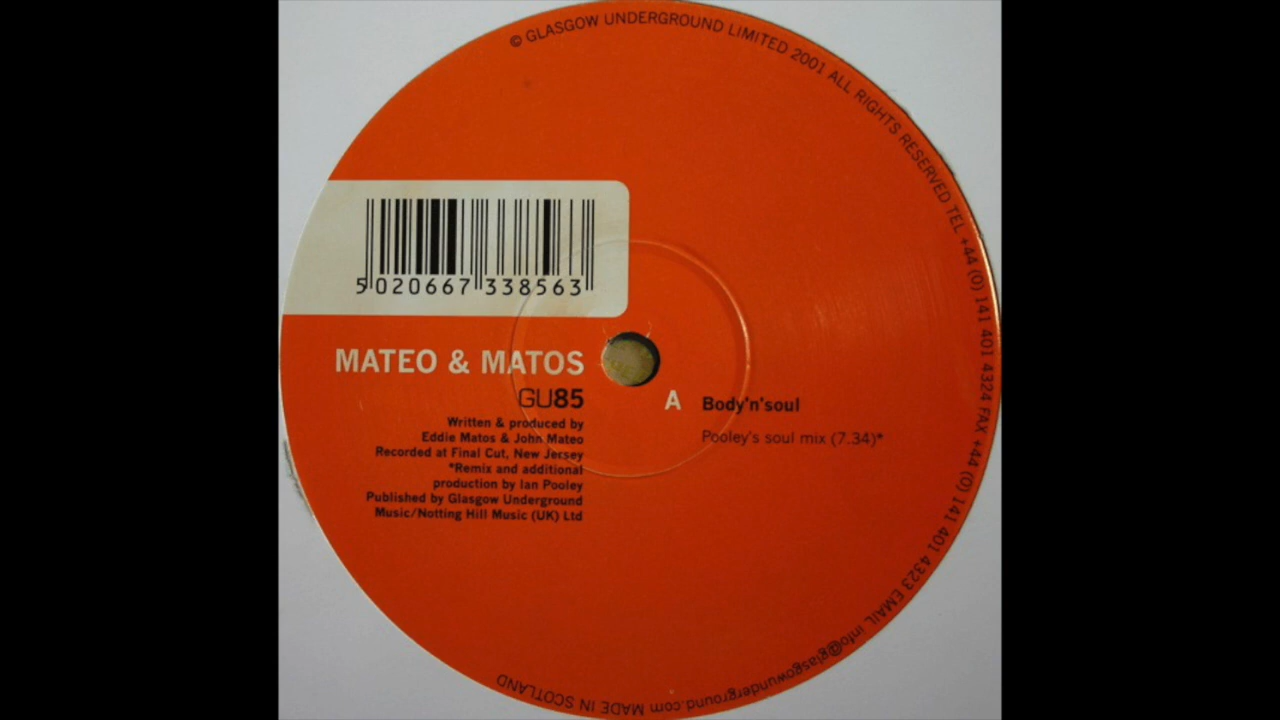 © GLASGOW UNDERGROUND LIMITED 2001 ALL RIGHTS RESERVED TEL +44 (0) 141 401 4324 FAX +44 (0) 141 401 4323 EMAIL info@glasgowunderground.com MADE IN SCOTLAND
5 020667 338563
MATEO & MATOS
GU85
Written & produced by
Eddie Matos & John Mateo
Recorded at Final Cut, New Jersey
*Remix and additional
production by Ian Pooley
Published by Glasgow Underground
Music/Notting Hill Music (UK) Ltd
A Body'n'soul
Pooley's soul mix (7.34)*